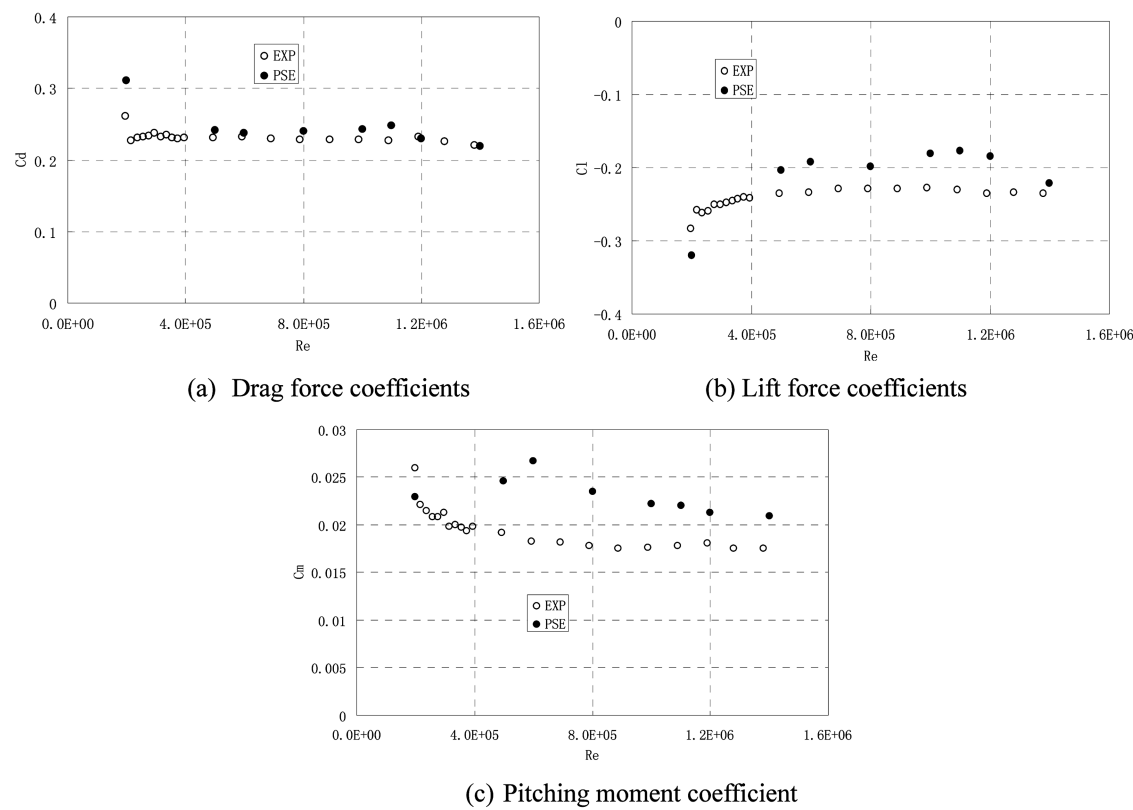 0.4
EXP
PSE
0.3
0.2
0.1
0
Cd
0.0E+00 4.0E+05 8.0E+05 1.2E+06 1.6E+06
Re
(a) Drag force coefficients
0
EXP
PSE
-0.1
-0.2
-0.3
-0.4
Cl
0.0E+00 4.0E+05 8.0E+05 1.2E+06 1.6E+06
Re
(b) Lift force coefficients
0.03
0.025
0.02
0.015
0.01
0.005
0
Cm
EXP
PSE
0.0E+00 4.0E+05 8.0E+05 1.2E+06 1.6E+06
Re
(c) Pitching moment coefficient